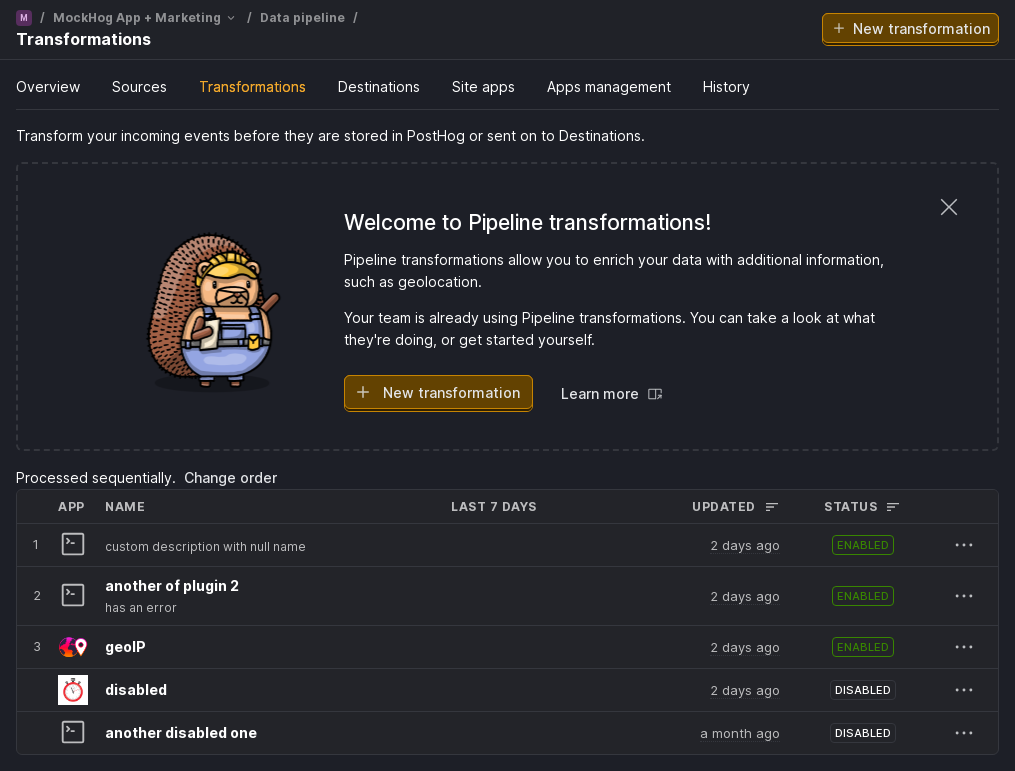 M / MockHog App + Marketing / Data pipeline /
Transformations
New transformation
Overview Sources Transformations Destinations Site apps Apps management History
Transform your incoming events before they are stored in PostHog or sent on to Destinations.
Welcome to Pipeline transformations!
Pipeline transformations allow you to enrich your data with additional information,
such as geolocation.
Your team is already using Pipeline transformations. You can take a look at what
they're doing, or get started yourself.
New transformation Learn more
Processed sequentially. Change order
APP NAME LAST 7 DAYS UPDATED STATUS
1 custom description with null name 2 days ago ENABLED
2 another of plugin 2 2 days ago ENABLED
has an error
3 geoIP 2 days ago ENABLED
disabled 2 days ago DISABLED
another disabled one a month ago DISABLED